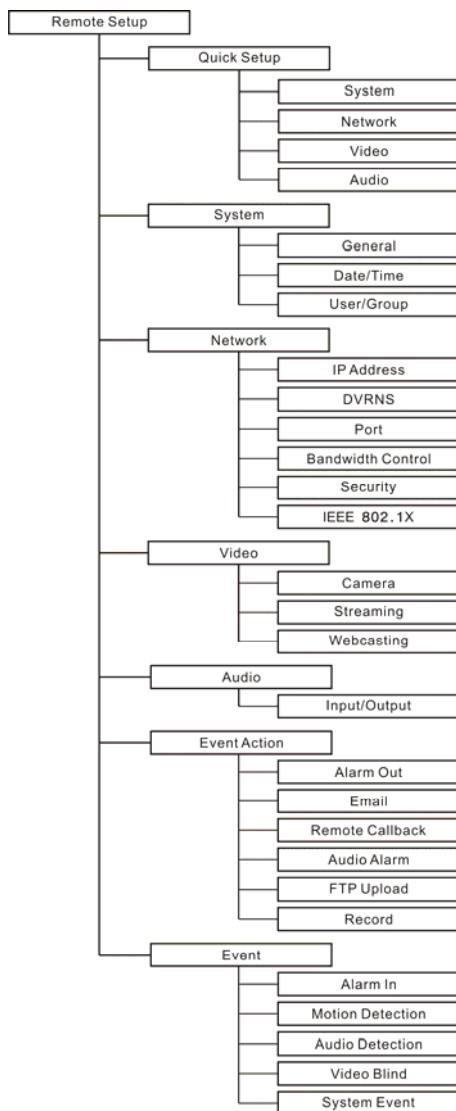 Remote Setup
Quick Setup
System
Network
Video
Audio
System
General
Date/Time
User/Group
Network
IP Address
DVRNS
Port
Bandwidth Control
Security
IEEE 802.1X
Video
Camera
Streaming
Webcasting
Audio
Input/Output
Event Action
Alarm Out
Email
Remote Callback
Audio Alarm
FTP Upload
Record
Event
Alarm In
Motion Detection
Audio Detection
Video Blind
System Event